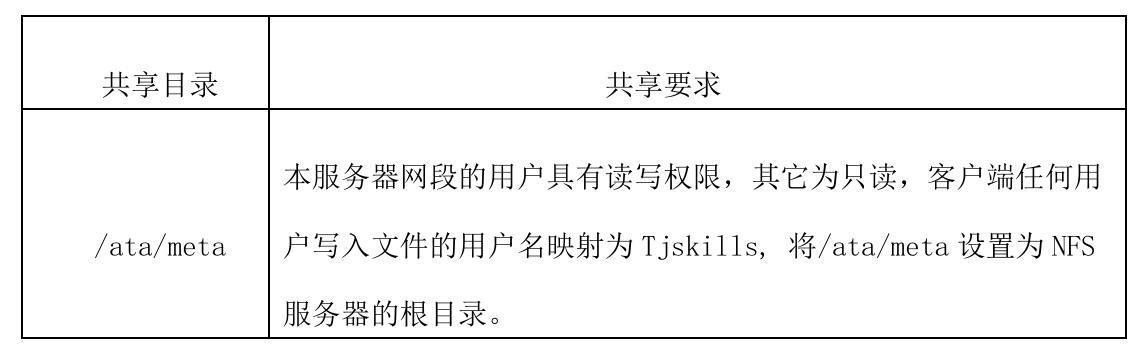 共享目录
共享要求
/ata/meta
本服务器网段的用户具有读写权限，其它为只读，客户端任何用
户写入文件的用户名映射为 Tjskills, 将/ata/meta 设置为 NFS
服务器的根目录。